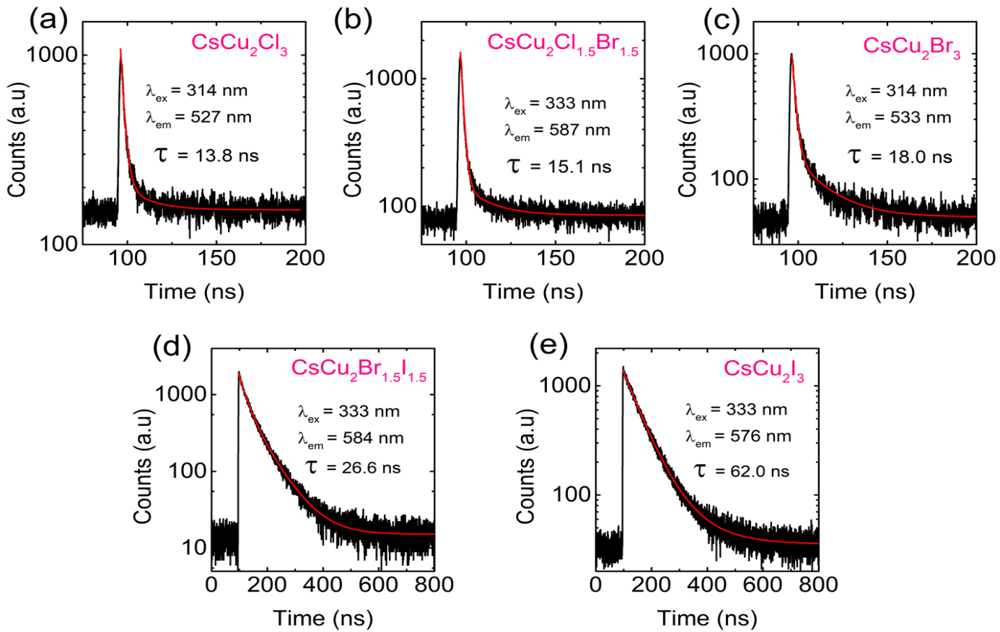 (a)
CsCu₂Cl₃
λₑₓ = 314 nm
λₑₘ = 527 nm
τ = 13.8 ns
Counts (a.u)
1000
100
100
150
200
Time (ns)
(b)
CsCu₂Cl₁.₅Br₁.₅
λₑₓ = 333 nm
λₑₘ = 587 nm
τ = 15.1 ns
Counts (a.u)
1000
100
100
150
200
Time (ns)
(c)
CsCu₂Br₃
λₑₓ = 314 nm
λₑₘ = 533 nm
τ = 18.0 ns
Counts (a.u)
1000
100
100
150
200
Time (ns)
(d)
CsCu₂Br₁.₅I₁.₅
λₑₓ = 333 nm
λₑₘ = 584 nm
τ = 26.6 ns
Counts (a.u)
1000
100
10
0
200
400
600
800
Time (ns)
(e)
CsCu₂I₃
λₑₓ = 333 nm
λₑₘ = 576 nm
τ = 62.0 ns
Counts (a.u)
1000
100
0
200
400
600
800
Time (ns)